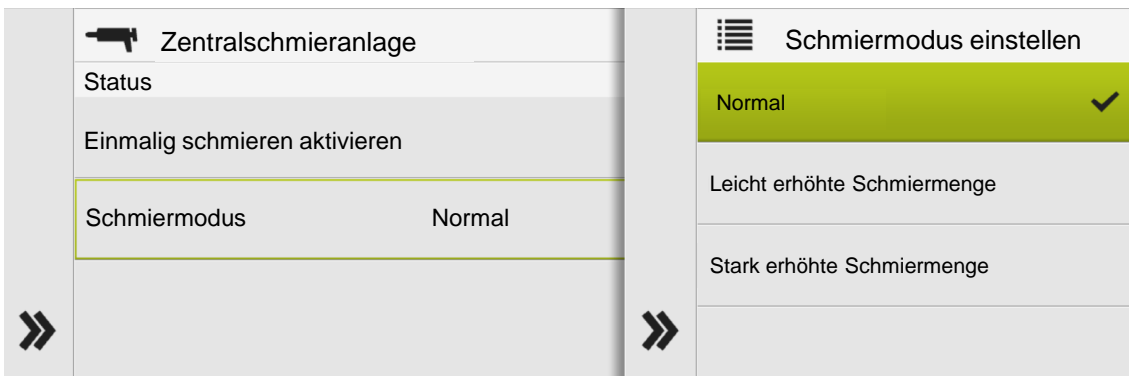 Zentralschmieranlage
Status
Einmalig schmieren aktivieren
Schmiermodus Normal
Schmiermodus einstellen
Normal
Leicht erhöhte Schmiermenge
Stark erhöhte Schmiermenge